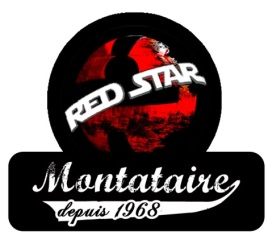 RED STAR
Montataire
depuis 1968